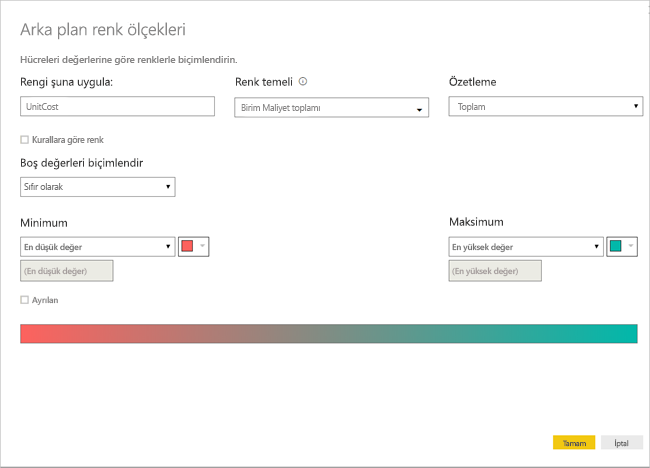 Arka plan renk ölçekleri
Hücreleri değerlerine göre renklerle biçimlendirin.
Rengi şuna uygula:
Renk temeli
Özetleme
UnitCost
Birim Maliyet toplamı
Toplam
Kurallara göre renk
Boş değerleri biçimlendir
Sıfır olarak
Minimum
Maksimum
En düşük değer
En yüksek değer
(En düşük değer)
(En yüksek değer)
Ayrılan
Tamam
İptal